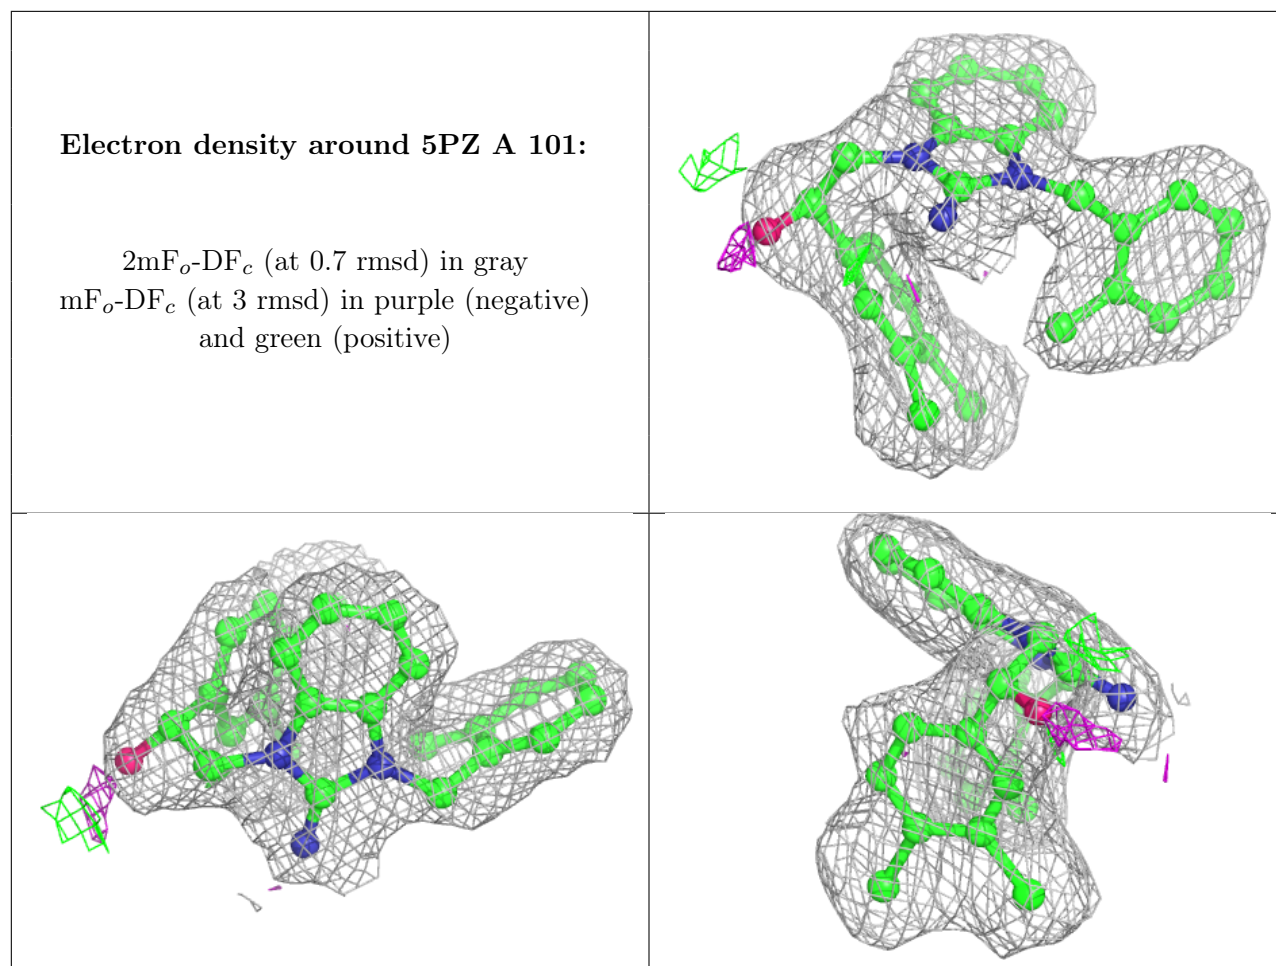 Electron density around 5PZ A 101:
2mFo-DFc (at 0.7 rmsd) in gray
mFo-DFc (at 3 rmsd) in purple (negative)
and green (positive)